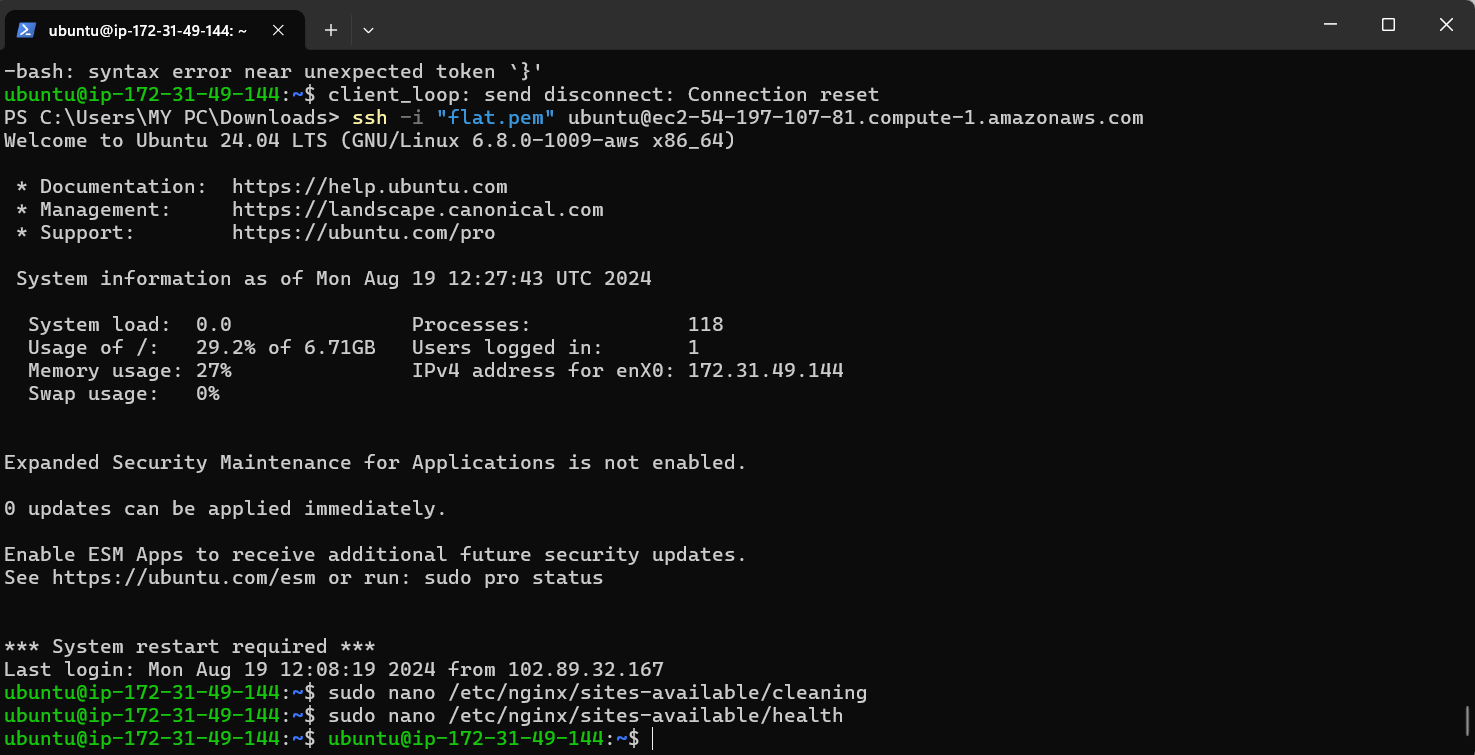 ubuntu@ip-172-31-49-144: ~
-bash: syntax error near unexpected token `}'
ubuntu@ip-172-31-49-144:~$ client_loop: send disconnect: Connection reset
PS C:\Users\MY PC\Downloads> ssh -i "flat.pem" ubuntu@ec2-54-197-107-81.compute-1.amazonaws.com
Welcome to Ubuntu 24.04 LTS (GNU/Linux 6.8.0-1009-aws x86_64)
* Documentation:  https://help.ubuntu.com
* Management:     https://landscape.canonical.com
* Support:        https://ubuntu.com/pro
System information as of Mon Aug 19 12:27:43 UTC 2024
System load:  0.0               Processes:             118
Usage of /:   29.2% of 6.71GB   Users logged in:       1
Memory usage: 27%               IPv4 address for enX0: 172.31.49.144
Swap usage:   0%
Expanded Security Maintenance for Applications is not enabled.
0 updates can be applied immediately.
Enable ESM Apps to receive additional future security updates.
See https://ubuntu.com/esm or run: sudo pro status
*** System restart required ***
Last login: Mon Aug 19 12:08:19 2024 from 102.89.32.167
ubuntu@ip-172-31-49-144:~$ sudo nano /etc/nginx/sites-available/cleaning
ubuntu@ip-172-31-49-144:~$ sudo nano /etc/nginx/sites-available/health
ubuntu@ip-172-31-49-144:~$ ubuntu@ip-172-31-49-144:~$